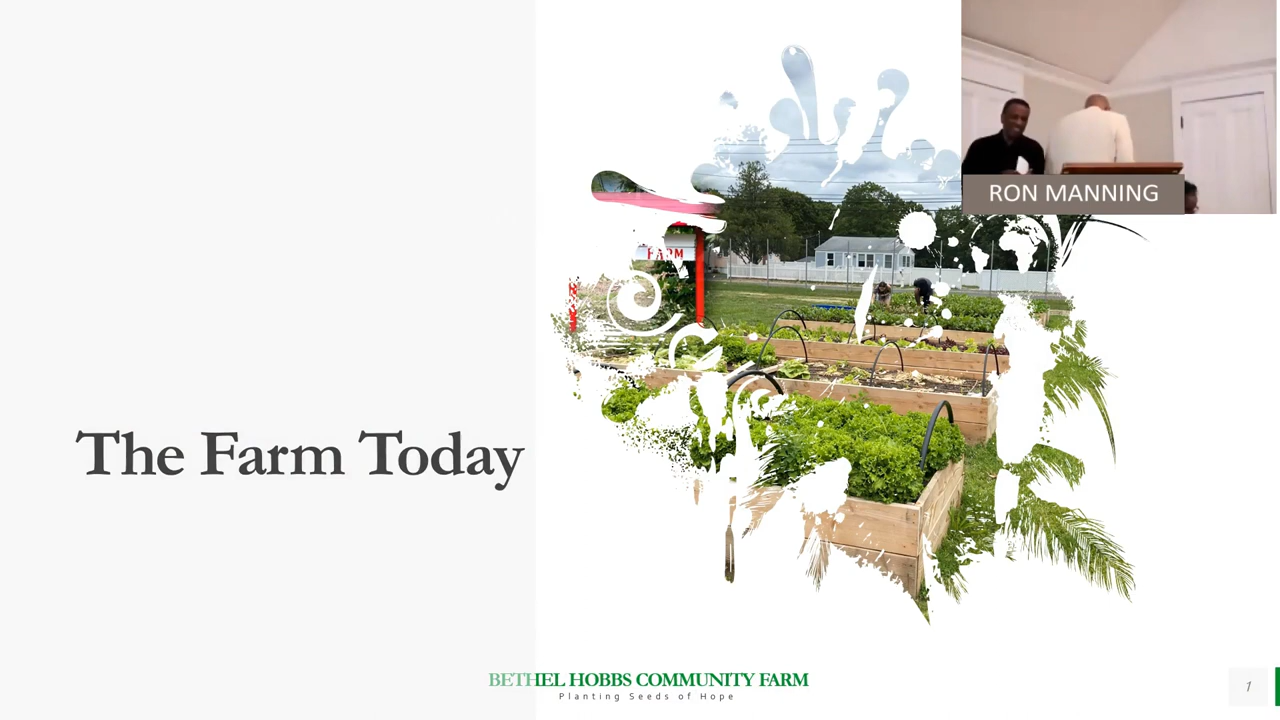 RON MANNING
FARM
The Farm Today
BETHEL HOBBS COMMUNITY FARM
Planting Seeds of Hope
1